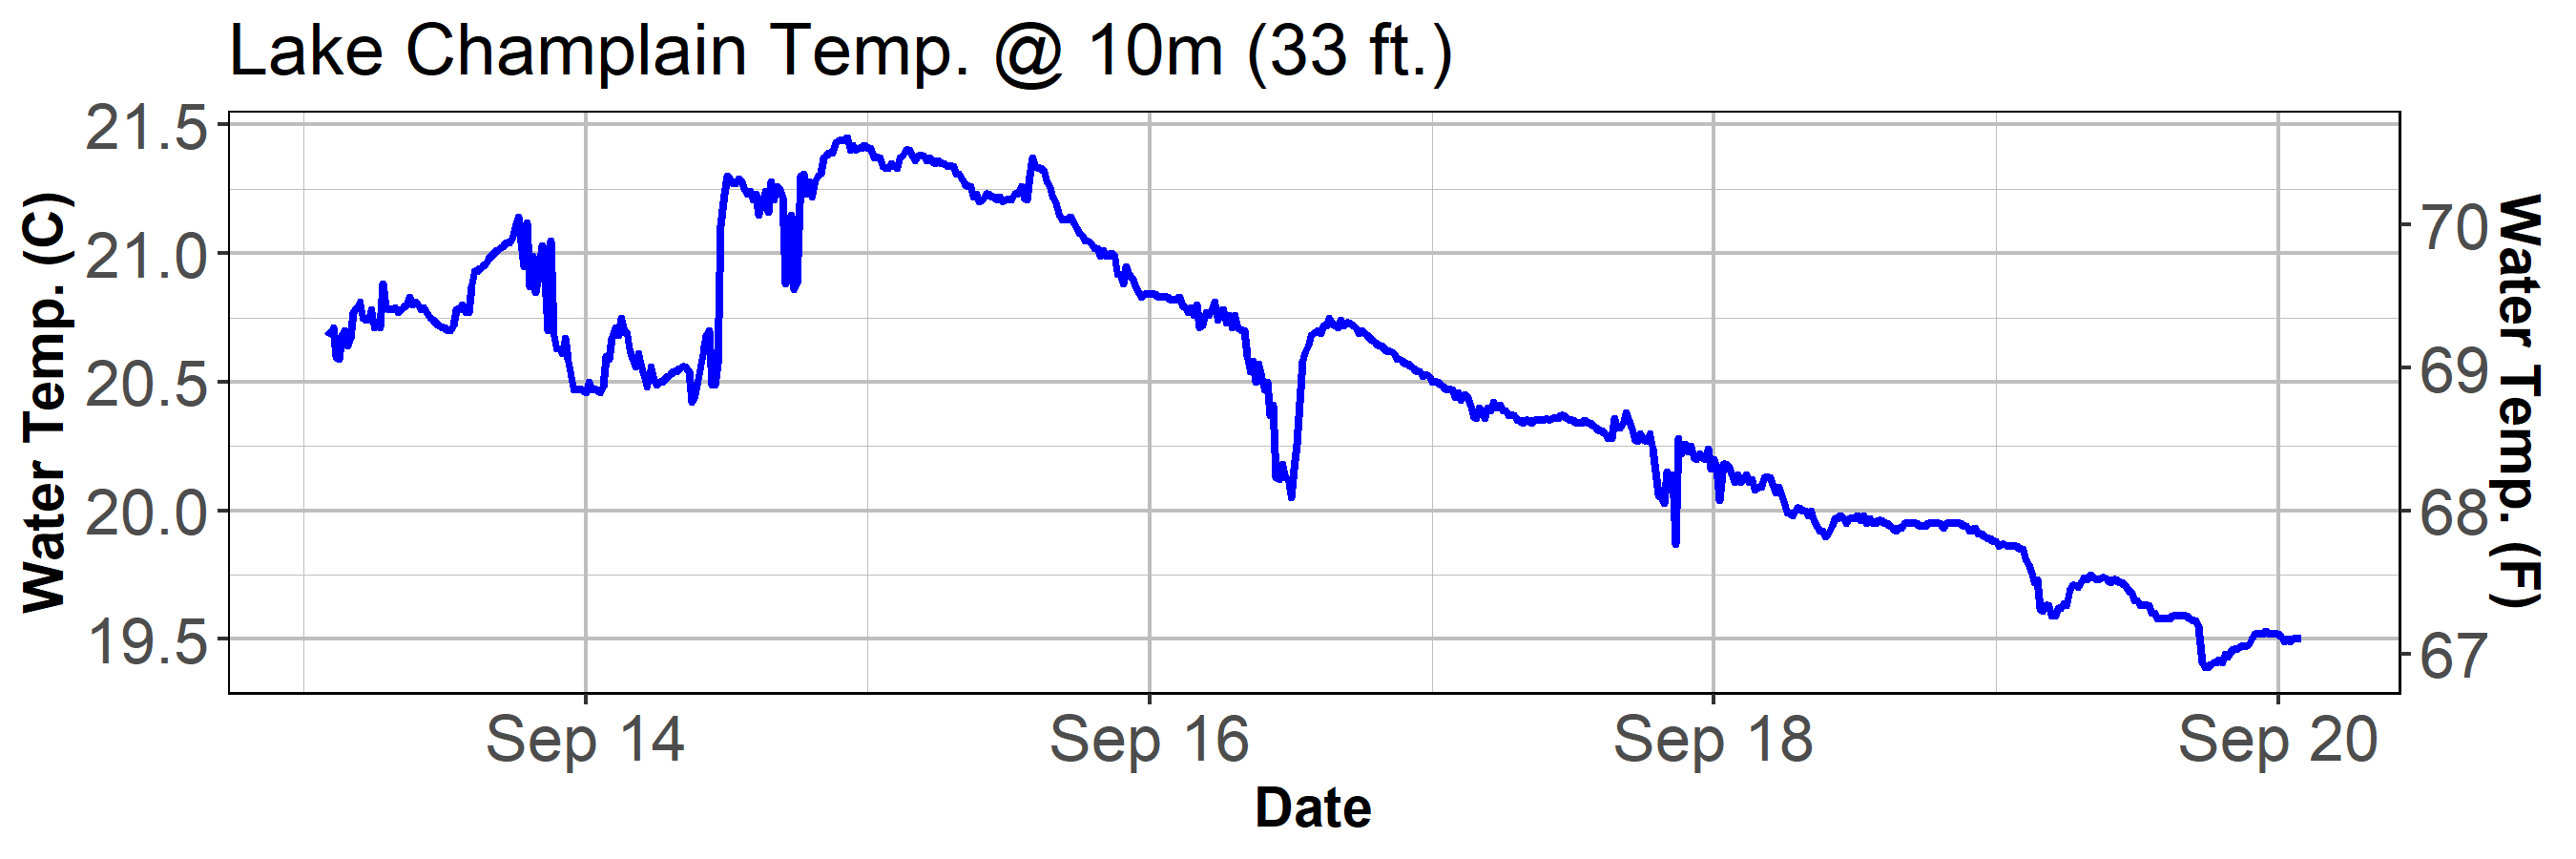 Lake Champlain Temp. @ 10m (33 ft.)
Water Temp. (C)
21.5
21.0
20.5
20.0
19.5
70
69
68
67
Water Temp. (F)
Sep 14
Sep 16
Sep 18
Sep 20
Date